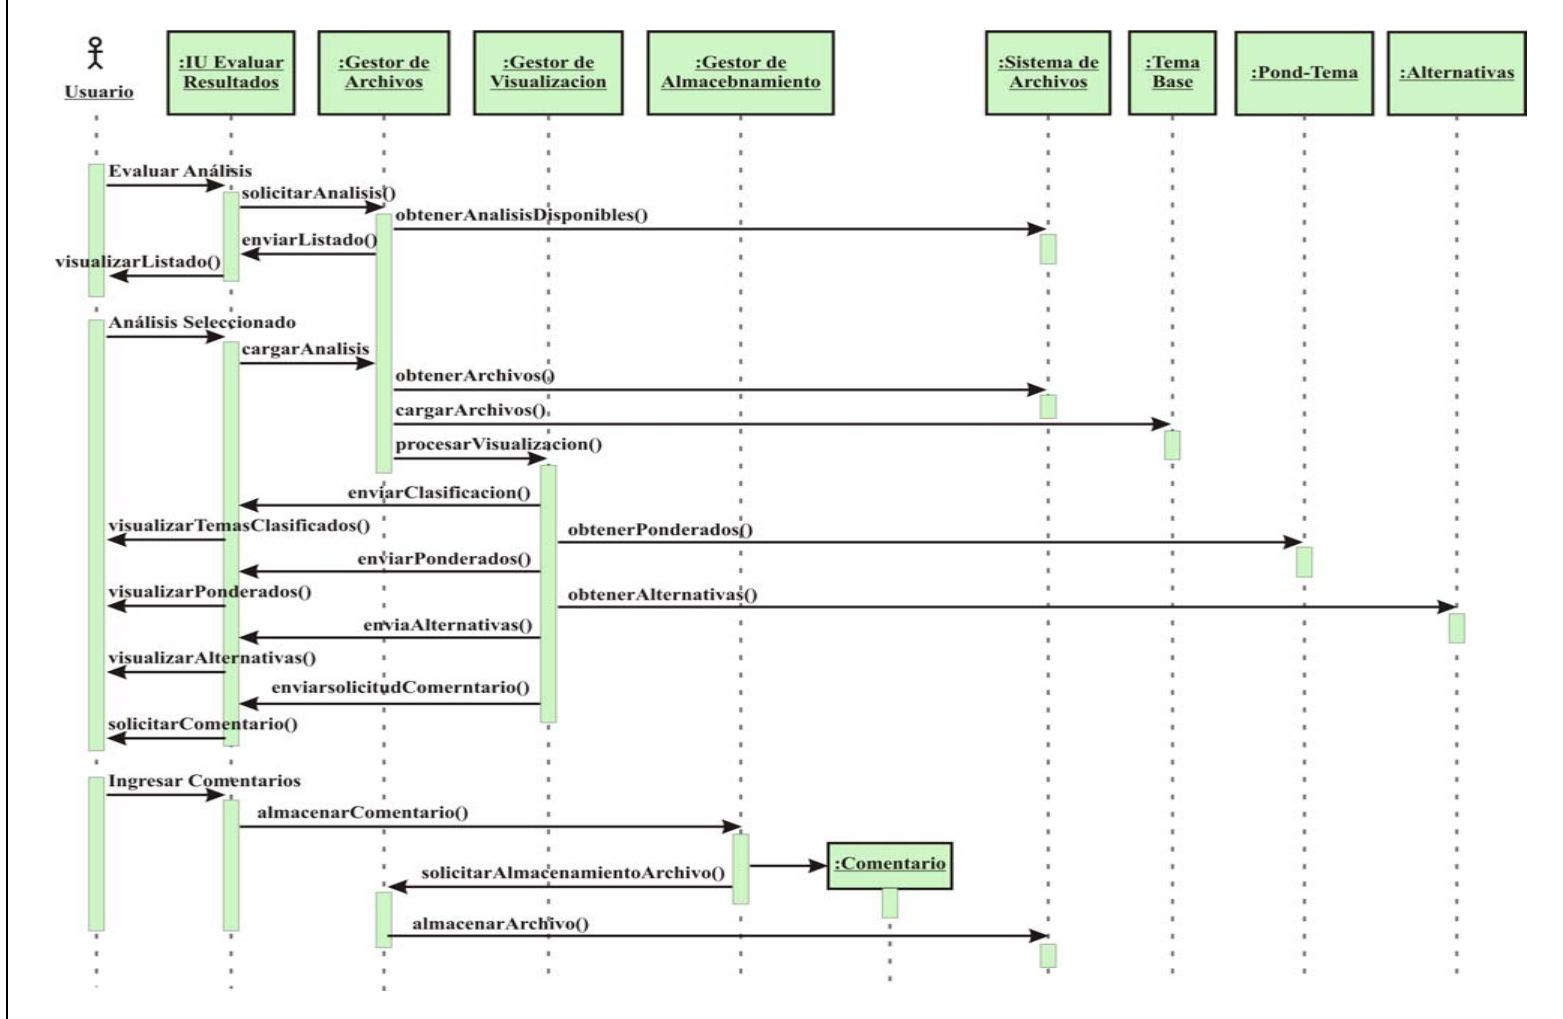 Usuario
:IU Evaluar
Resultados
:Gestor de
Archivos
:Gestor de
Visualizacion
:Gestor de
Almacebnamiento
:Sistema de
Archivos
:Tema
Base
:Pond-Tema
:Alternativas
Evaluar Análisis
solicitarAnalisis()
obtenerAnalisisDisponibles()
enviarListado()
visualizarListado()
Análisis Seleccionado
cargarAnalisis
obtenerArchivos()
cargarArchivos()
procesarVisualizacion()
enviarClasificacion()
visualizarTemasClasificados()
obtenerPonderados()
enviarPonderados()
visualizarPonderados()
obtenerAlternativas()
enviaAlternativas()
visualizarAlternativas()
enviarsolicitudComerntario()
solicitarComentario()
Ingresar Comentarios
almacenarComentario()
:Comentario
solicitarAlmacenamientoArchivo()
almacenarArchivo()